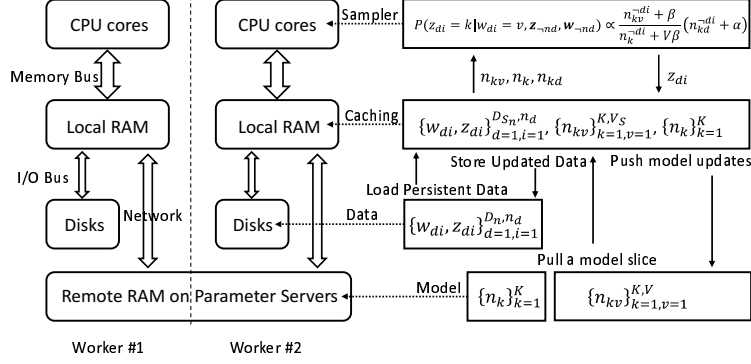 CPU cores
CPU cores
Sampler
P(z_{di} = k|w_{di} = v, z_{¬nd}, w_{¬nd}) ∝ \frac{n_{kv}^{¬di} + β}{n_k^{¬di} + Vβ}(n_{kd}^{¬di} + α)
Memory Bus
n_{kv}, n_k, n_{kd}
z_{di}
Local RAM
Local RAM
Caching
{w_{di}, z_{di}}_{d=1,i=1}^{D_{S_n},n_d}, {n_{kv}}_{k=1,v=1}^{K,V_S}, {n_k}_{k=1}^{K}
I/O Bus
Store Updated Data
Push model updates
Load Persistent Data
Disks
Network
Disks
Data
{w_{di}, z_{di}}_{d=1,i=1}^{D_n,n_d}
Pull a model slice
Remote RAM on Parameter Servers
Model
{n_k}_{k=1}^{K}
{n_{kv}}_{k=1,v=1}^{K,V}
Worker #1
Worker #2